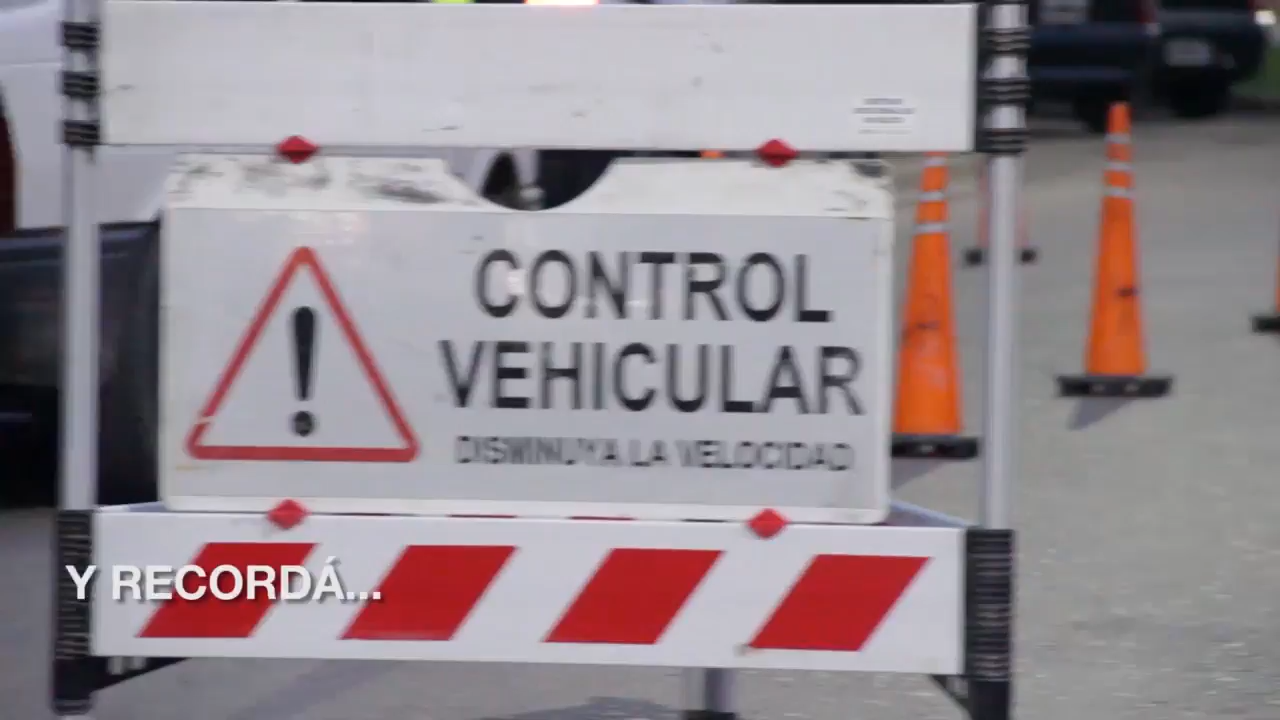 CONTROL
VEHICULAR
DISMINUYA LA VELOCIDAD
Y RECORDÁ...